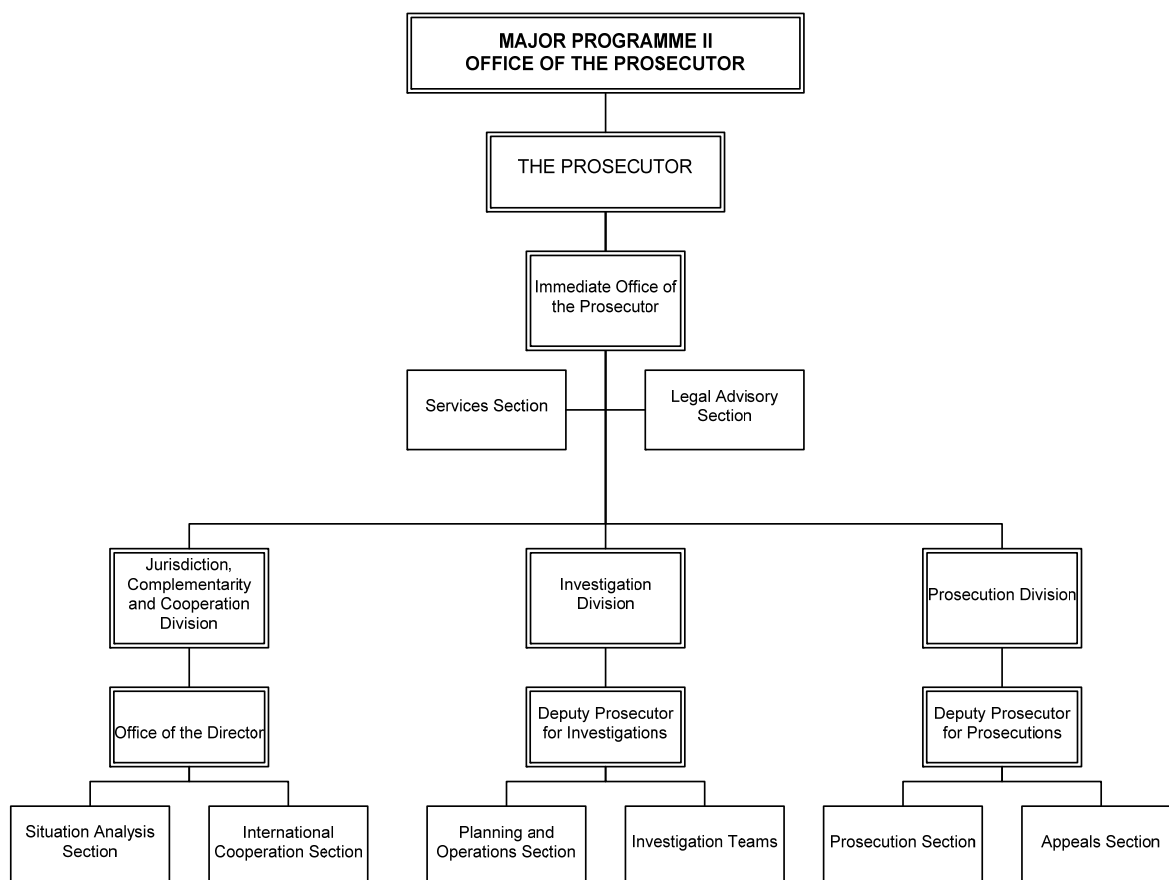 MAJOR PROGRAMME II
OFFICE OF THE PROSECUTOR
THE PROSECUTOR
Immediate Office of
the Prosecutor
Services Section
Legal Advisory
Section
Jurisdiction,
Complementarity
and Cooperation
Division
Investigation
Division
Prosecution Division
Office of the Director
Deputy Prosecutor
for Investigations
Deputy Prosecutor
for Prosecutions
Situation Analysis
Section
International
Cooperation Section
Planning and
Operations Section
Investigation Teams
Prosecution Section
Appeals Section